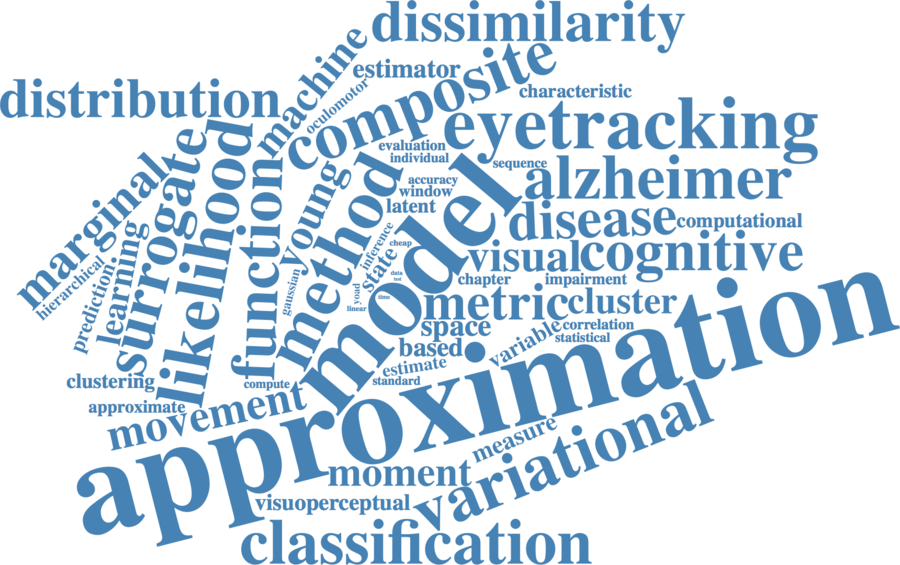 dissimilarity
machine
estimator
composite
oculomotor
characteristic
distribution
eyetracking
evaluation
individual
sequence
marginal
surrogate
likelihood
function
young
method
accuracy
window
latent
model
alzheimer
disease
computational
visual
cognitive
hierarchical
prediction.
learning
gaussian
inference
state
cheap
data
test
time
yoad
linear
chapter
impairment
metric
cluster
space
based
variable
correlation
statistical
clustering
compute
estimate
standard
approximate
movement
approximation
measure
moment
variational
visuoperceptual
classification